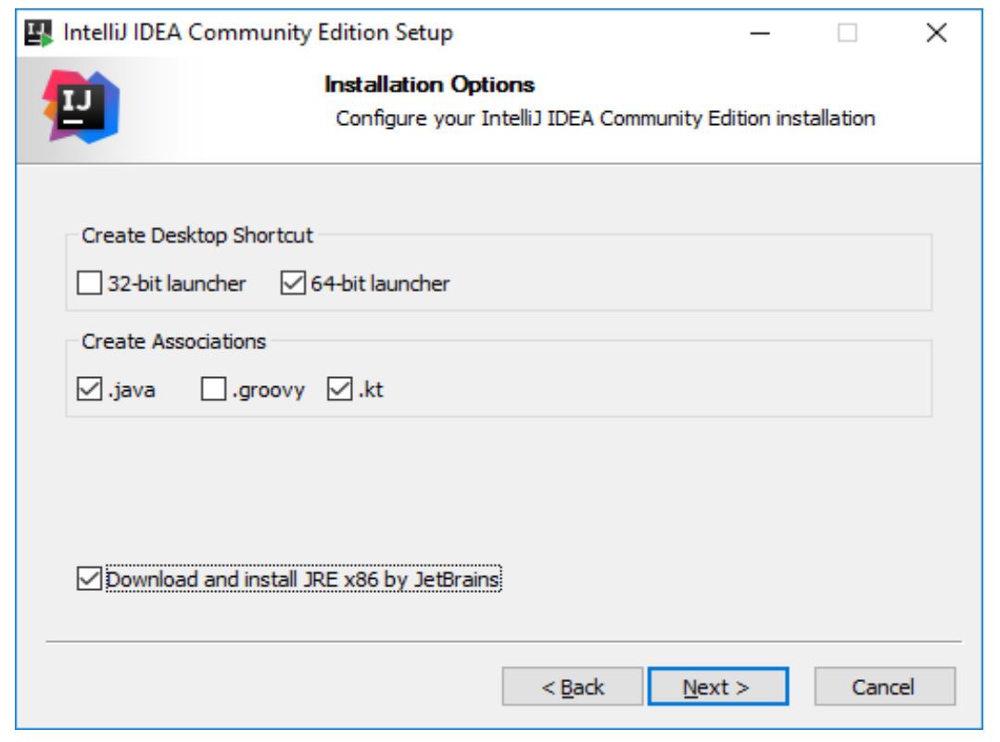 IntelliJ IDEA Community Edition Setup
IJ
Installation Options
Configure your IntelliJ IDEA Community Edition installation
Create Desktop Shortcut
32-bit launcher 64-bit launcher
Create Associations
.java .groovy .kt
Download and install JRE x86 by JetBrains
< Back Next > Cancel